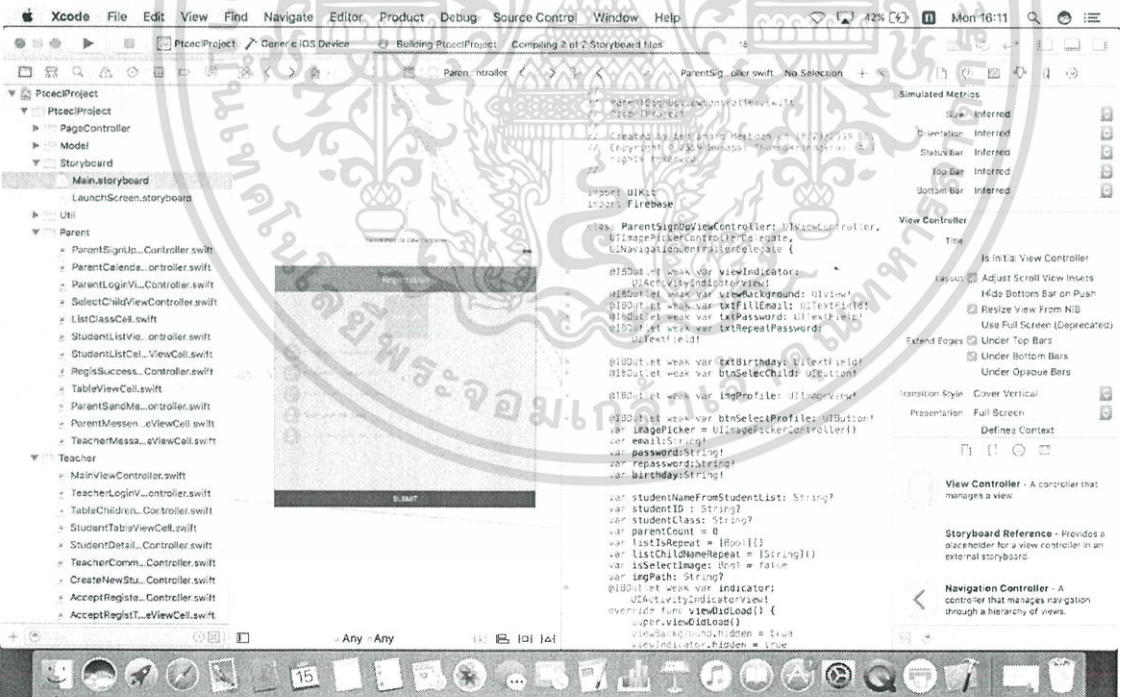 Xcode File Edit View Find Navigate Editor Product Debug Source Control Window Help 42% Mon 16:11
PtceclProject Generic iOS Device Building PtceclProject Compiling 2 of 2 Storyboard files
Paren...ntroller ParentSig...oller.swift No Selection
PtceclProject
PtceclProject
PageController
Model
Storyboard
Main.storyboard
LaunchScreen.storyboard
Util
Parent
ParentSignUp...Controller.swift
ParentCalenda...ontroller.swift
ParentLoginVi...Controller.swift
SelectChildViewController.swift
ListClassCell.swift
StudentListVie...ontroller.swift
StudentListCel...ViewCell.swift
RegisSuccess...Controller.swift
TableViewCell.swift
ParentSandMe...ontroller.swift
ParentMessen...eViewCell.swift
TeacherMessa...eViewCell.swift
Teacher
MainViewController.swift
TeacherLoginV...ontroller.swift
TableChildren...Controller.swift
StudentTableViewCell.swift
StudentDetail...Controller.swift
TeacherComm...Controller.swift
CreateNewStu...Controller.swift
AcceptRegiste...Controller.swift
AcceptRegistT...eViewCell.swift
Registration
SUBMIT
Any Any
// ParentSignUpViewController.swift
// PtceclProject
//
rights reserved.
//
import UIKit
import Firebase
class ParentSignUpViewController: UIViewController,
UIImagePickerControllerDelegate,
UINavigationControllerDelegate {
@IBOutlet weak var viewIndicator:
UIActivityIndicatorView!
@IBOutlet weak var viewBackground: UIView!
@IBOutlet weak var txtFillEmail: UITextField!
@IBOutlet weak var txtPassword: UITextField!
@IBOutlet weak var txtRepeatPassword:
UITextField!
@IBOutlet weak var txtBirthday: UITextField!
@IBOutlet weak var btnSelecChild: UIButton!
@IBOutlet weak var imgProfile: UIImageView!
@IBOutlet weak var btnSelectProfile: UIButton!
var imagePicker = UIImagePickerController()
var email:String!
var password:String!
var repassword:String!
var birthday:String!
var studentNameFromStudentList: String?
var studentID : String?
var studentClass: String?
var parentCount = 0
var listIsRepeat = [Bool]()
var listChildNameRepeat = [String]()
var isSelectImage: Bool = false
var imgPath: String?
@IBOutlet weak var indicator:
UIActivityIndicatorView!
override func viewDidLoad() {
super.viewDidLoad()
viewBackground.hidden = true
viewIndicator.hidden = true
Simulated Metrics
Size Inferred
Orientation Inferred
Status Bar Inferred
Top Bar Inferred
Bottom Bar Inferred
View Controller
Title
Is Initial View Controller
Layout Adjust Scroll View Insets
Hide Bottom Bar on Push
Resize View From NIB
Use Full Screen (Deprecated)
Extend Edges Under Top Bars
Under Bottom Bars
Under Opaque Bars
Transition Style Cover Vertical
Presentation Full Screen
Defines Context
View Controller - A controller that
manages a view.
Storyboard Reference - Provides a
placeholder for a view controller in an
external storyboard.
Navigation Controller - A
controller that manages navigation
through a hierarchy of views.
15